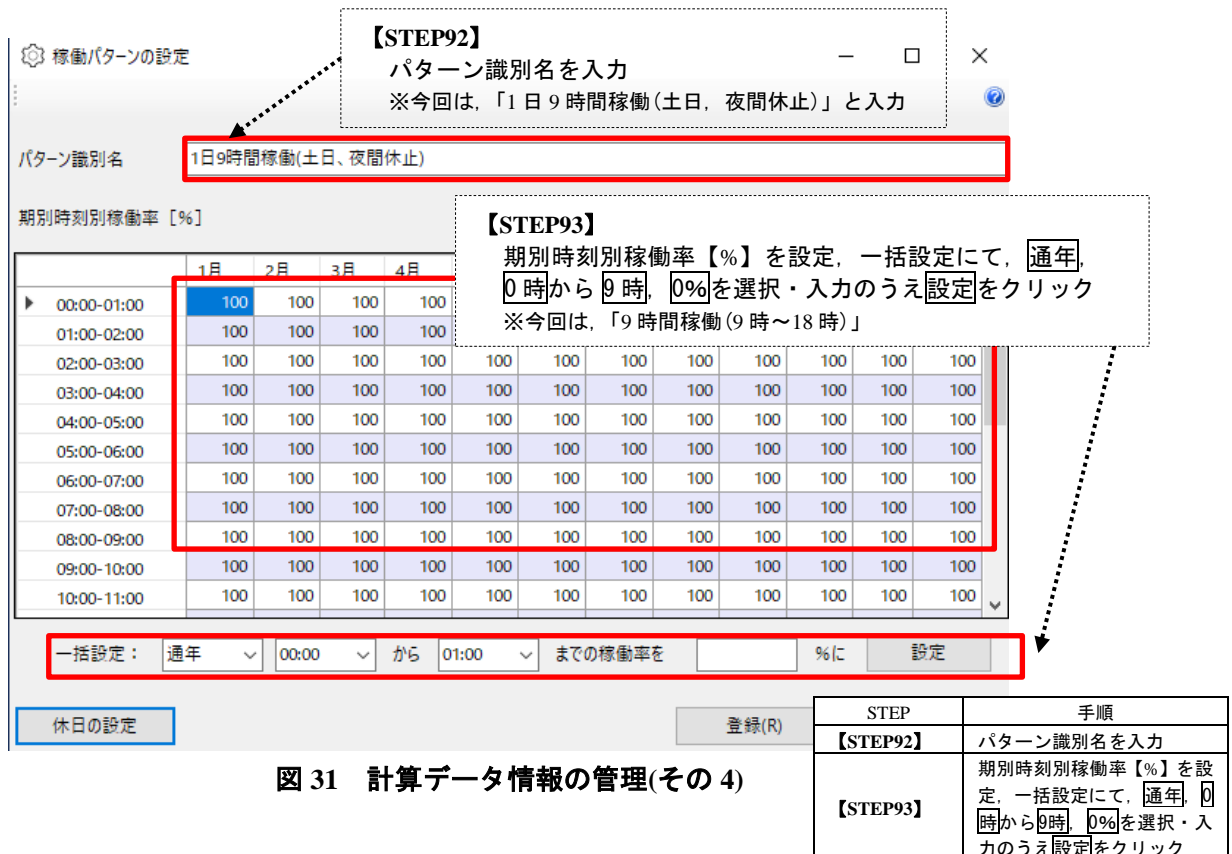 【STEP92】
パターン識別名を入力
※今回は，「1日9時間稼働(土日，夜間休止)」と入力
稼働パターンの設定
パターン識別名
1日9時間稼働(土日、夜間休止)
期別時刻別稼働率 [%]
【STEP93】
期別時刻別稼働率【%】を設定，一括設定にて，通年，
0時から9時，0%を選択・入力のうえ設定をクリック
※今回は，「9時間稼働(9時～18時)」
1月 2月 3月 4月
00:00-01:00 100 100 100 100
01:00-02:00 100 100 100 100
02:00-03:00 100 100 100 100 100 100 100 100 100 100 100 100
03:00-04:00 100 100 100 100 100 100 100 100 100 100 100 100
04:00-05:00 100 100 100 100 100 100 100 100 100 100 100 100
05:00-06:00 100 100 100 100 100 100 100 100 100 100 100 100
06:00-07:00 100 100 100 100 100 100 100 100 100 100 100 100
07:00-08:00 100 100 100 100 100 100 100 100 100 100 100 100
08:00-09:00 100 100 100 100 100 100 100 100 100 100 100 100
09:00-10:00 100 100 100 100 100 100 100 100 100 100 100 100
10:00-11:00 100 100 100 100 100 100 100 100 100 100 100 100
一括設定： 通年 00:00 から 01:00 までの稼働率を %に 設定
休日の設定 登録(R)
図 31 計算データ情報の管理(その 4)
STEP 手順
【STEP92】 パターン識別名を入力
【STEP93】 期別時刻別稼働率【%】を設
定，一括設定にて，通年，0
時から9時，0%を選択・入
力のうえ設定をクリック